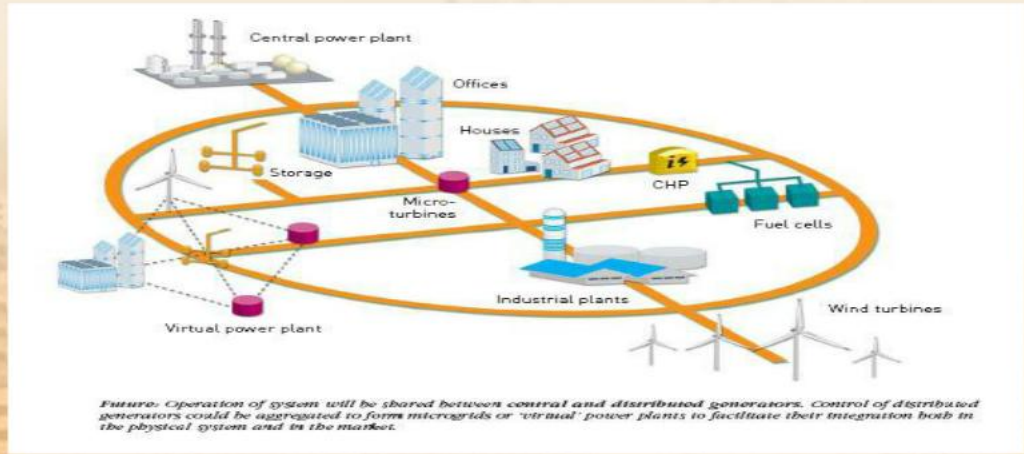 Central power plant
Offices
Houses
Storage
CHP
Micro-
turbines
Fuel cells
Industrial plants
Wind turbines
Virtual power plant
Future: Operation of system will be shared between central and distributed generators. Control of distributed
generators could be aggregated to form microgrids or 'virtual' power plants to facilitate their integration both in
the physical system and in the market.